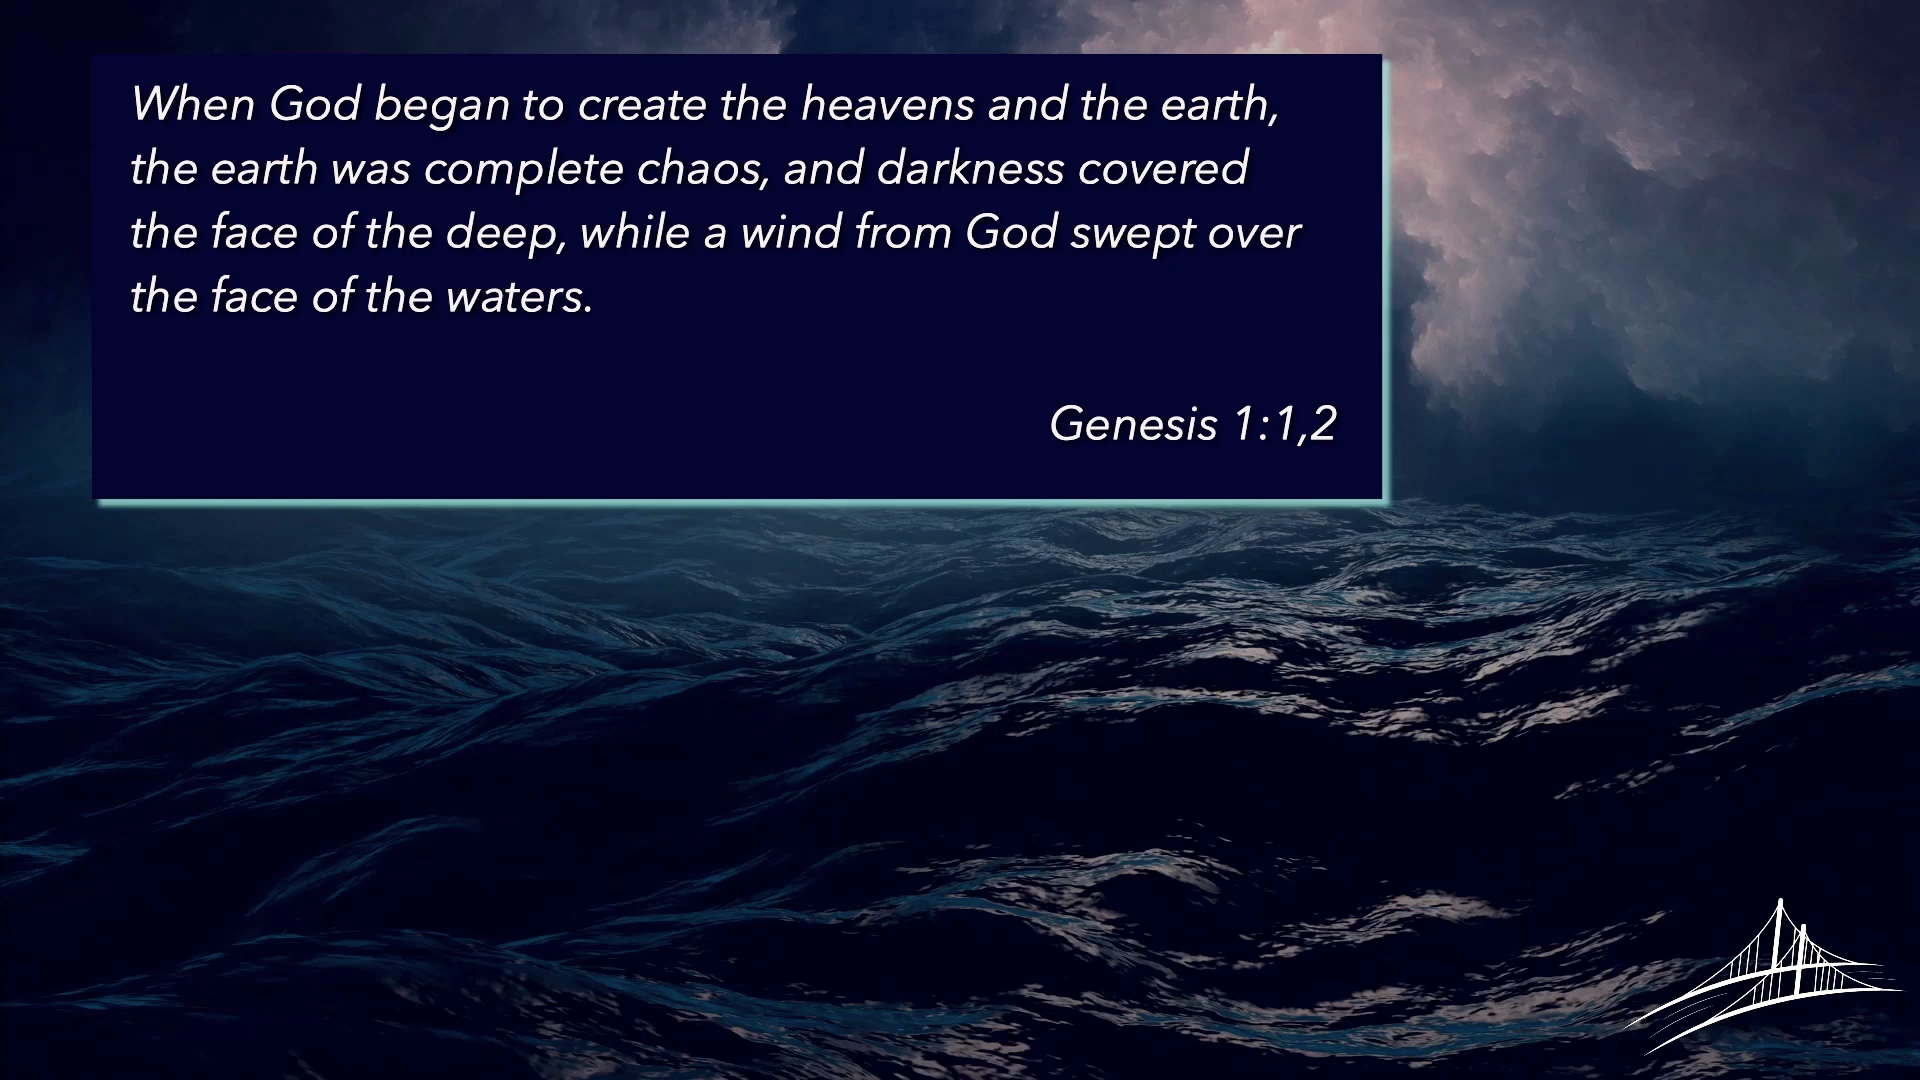 When God began to create the heavens and the earth,
the earth was complete chaos, and darkness covered
the face of the deep, while a wind from God swept over
the face of the waters.
Genesis 1:1,2